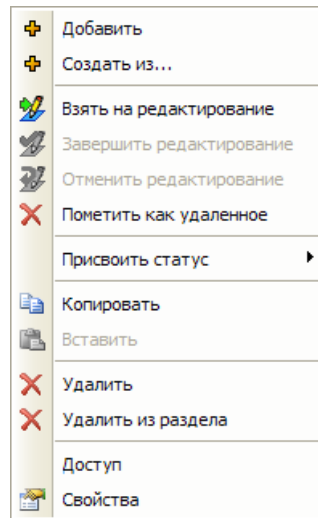 Добавить
Создать из...
Взять на редактирование
Завершить редактирование
Отменить редактирование
Пометить как удаленное
Присвоить статус
Копировать
Вставить
Удалить
Удалить из раздела
Доступ
Свойства